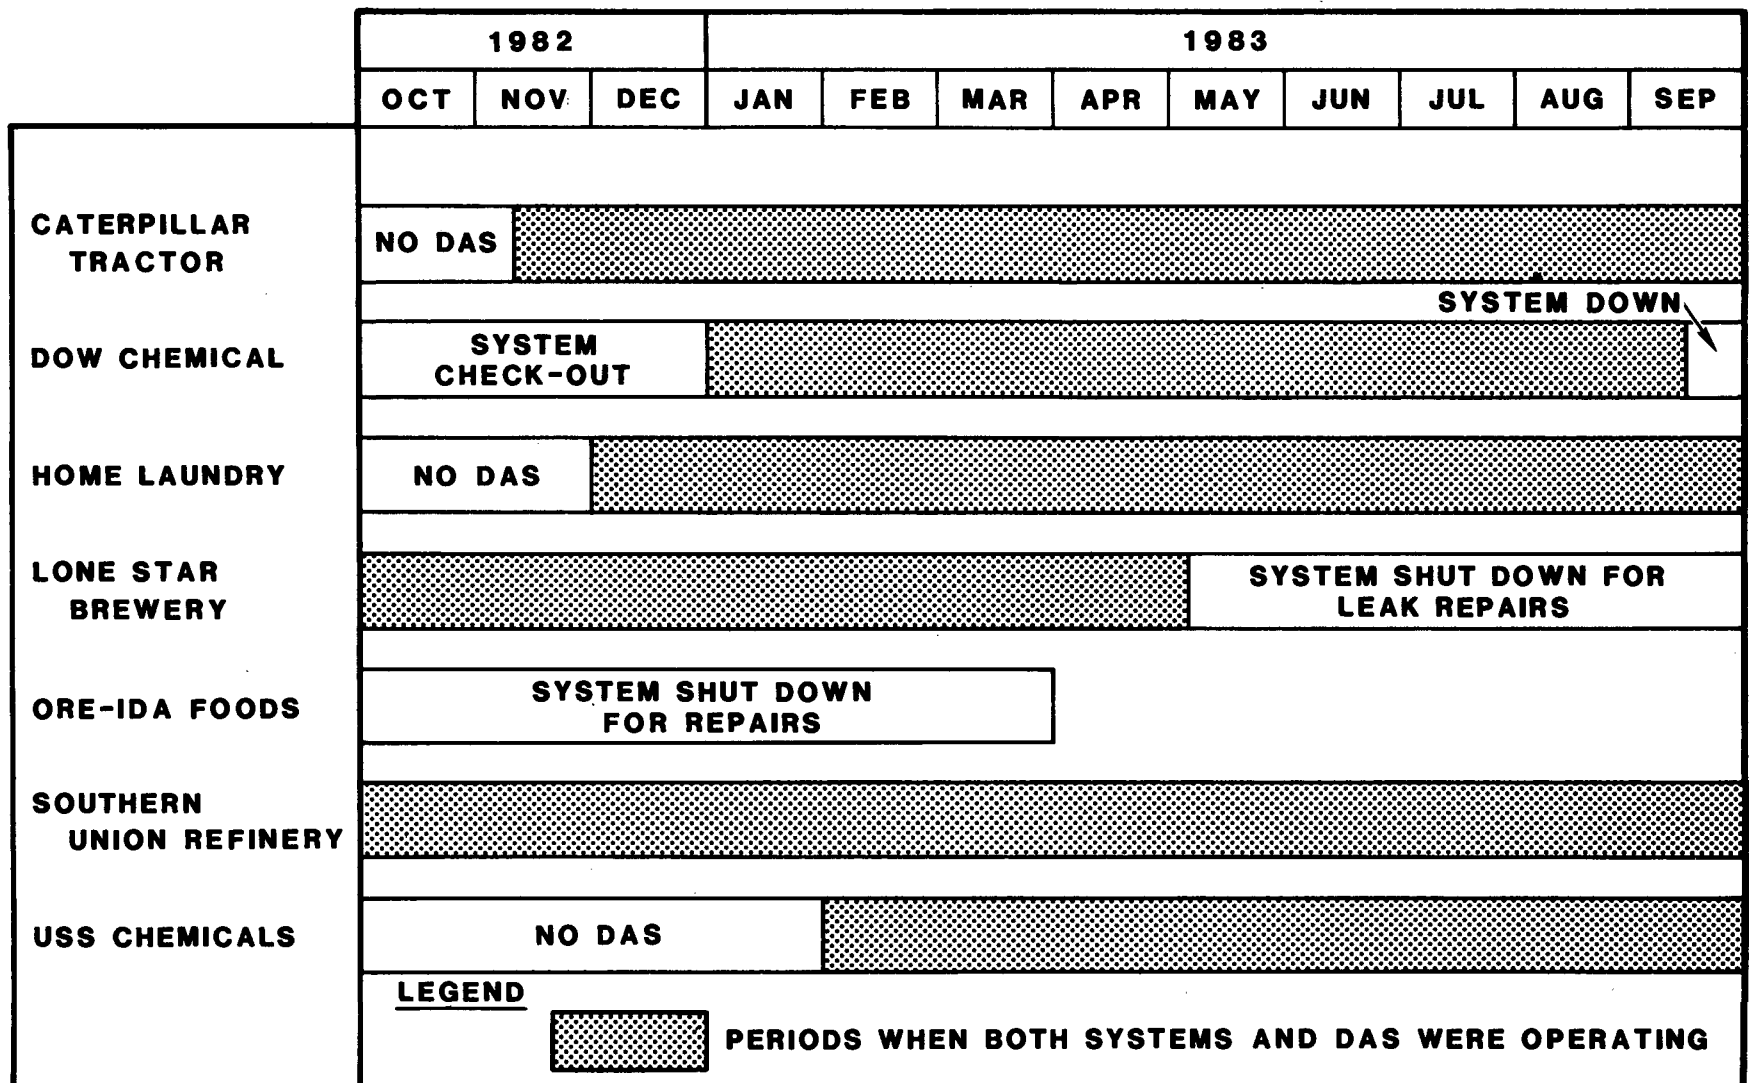 1982 1983
OCT NOV DEC JAN FEB MAR APR MAY JUN JUL AUG SEP
CATERPILLAR
TRACTOR
NO DAS
SYSTEM DOWN
DOW CHEMICAL
SYSTEM
CHECK-OUT
HOME LAUNDRY
NO DAS
LONE STAR
BREWERY
SYSTEM SHUT DOWN FOR
LEAK REPAIRS
ORE-IDA FOODS
SYSTEM SHUT DOWN
FOR REPAIRS
SOUTHERN
UNION REFINERY
USS CHEMICALS
NO DAS
LEGEND
PERIODS WHEN BOTH SYSTEMS AND DAS WERE OPERATING